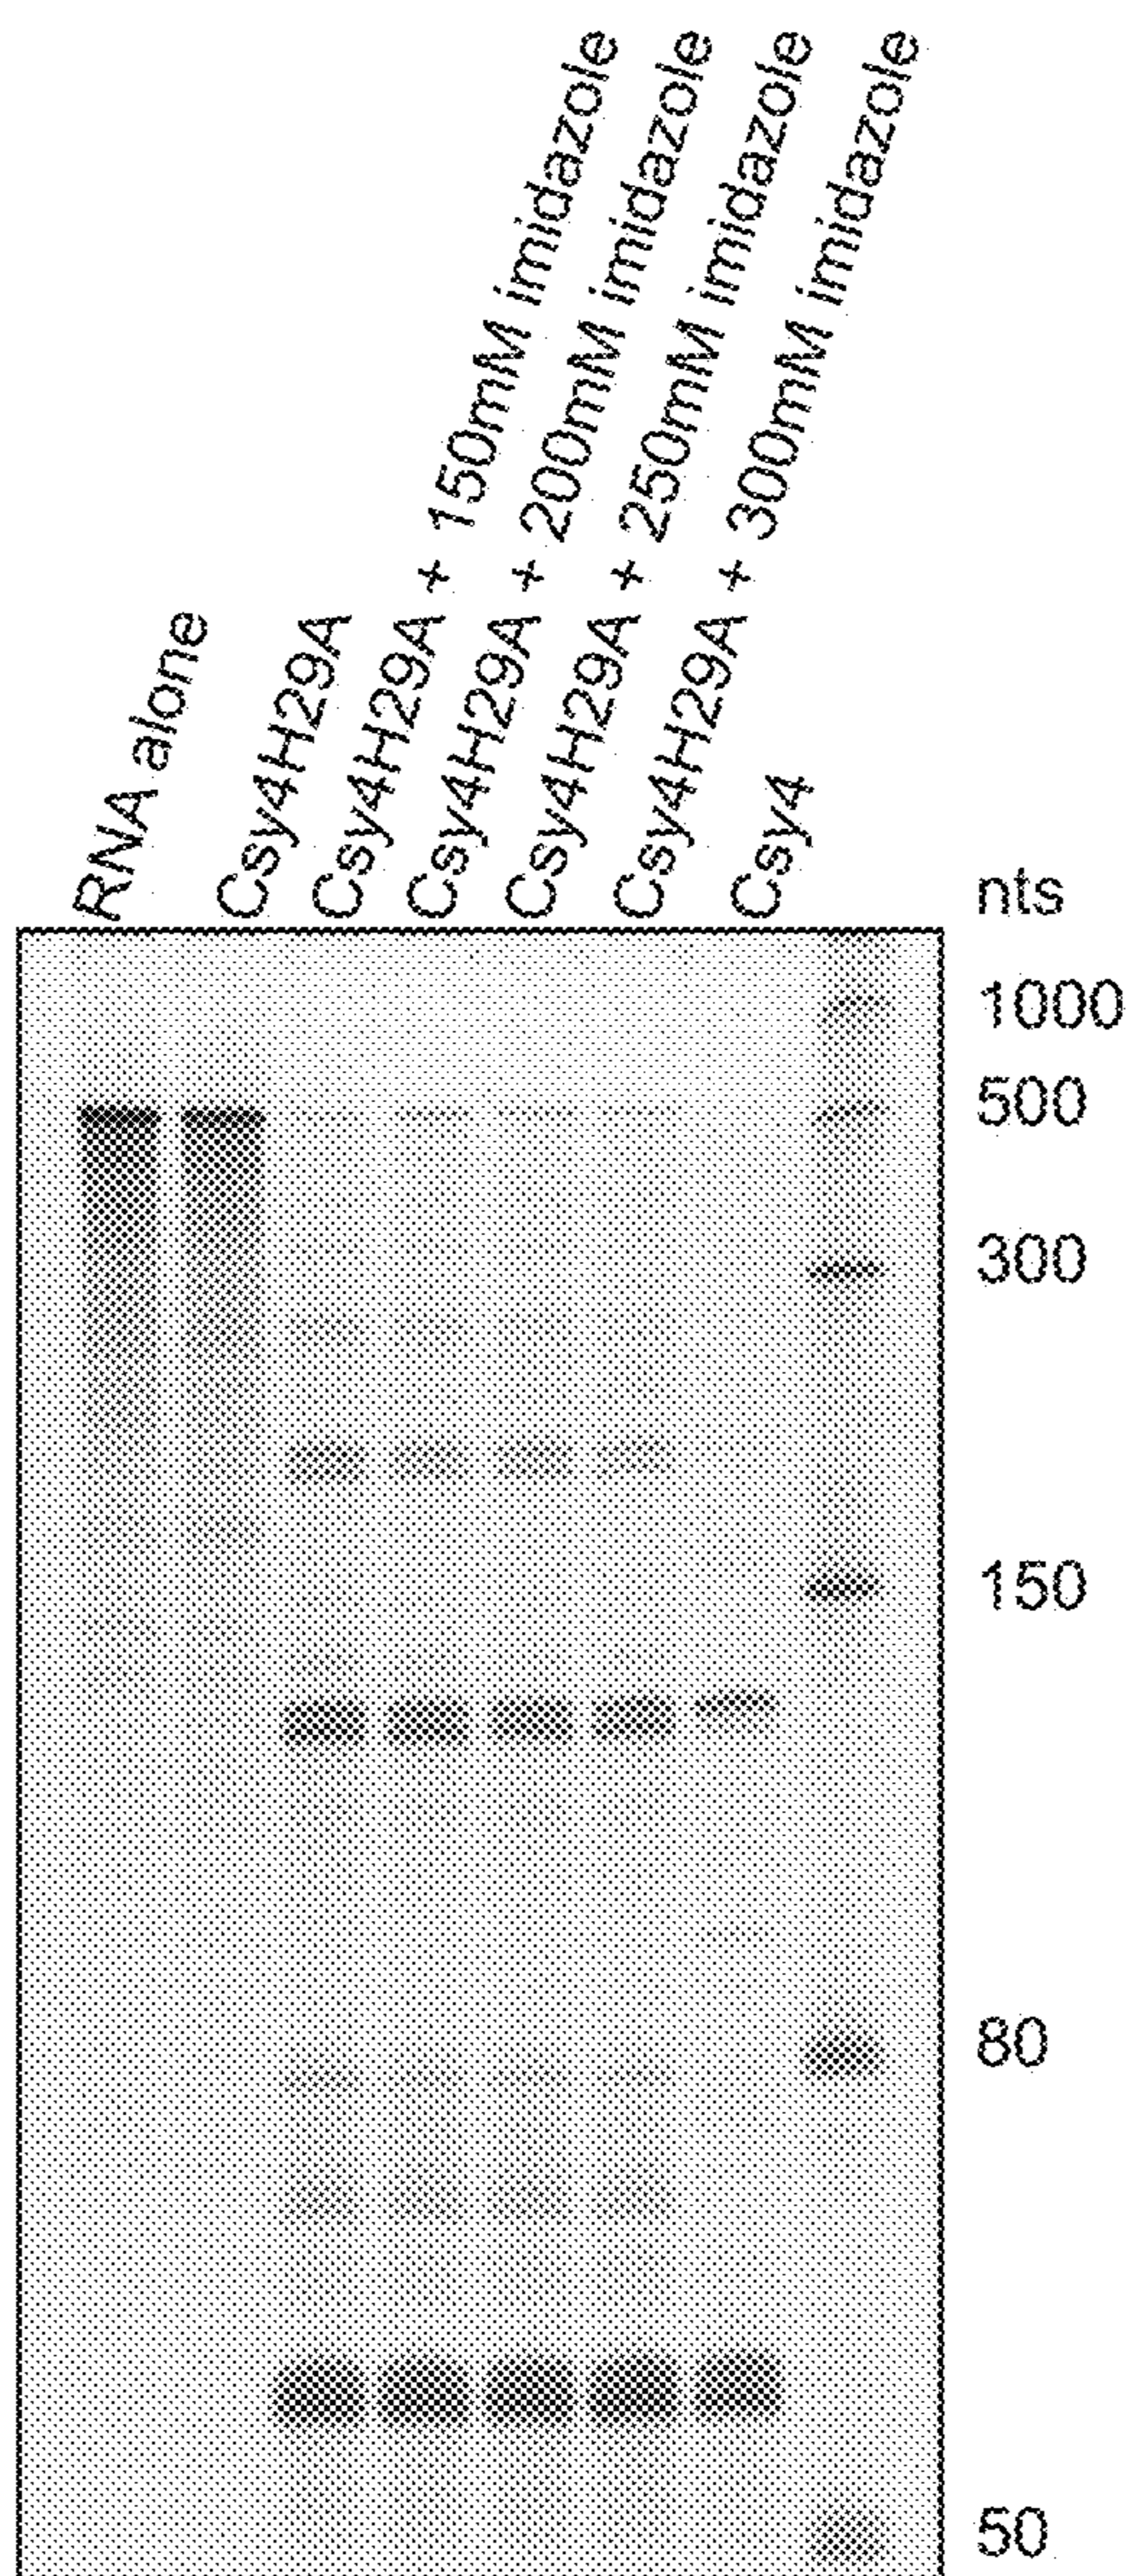 RNA alone
Csy4H29A
Csy4H29A + 150mM imidazole
Csy4H29A + 200mM imidazole
Csy4H29A + 250mM imidazole
Csy4H29A + 300mM imidazole
Csy4
nts
1000
500
300
150
80
50